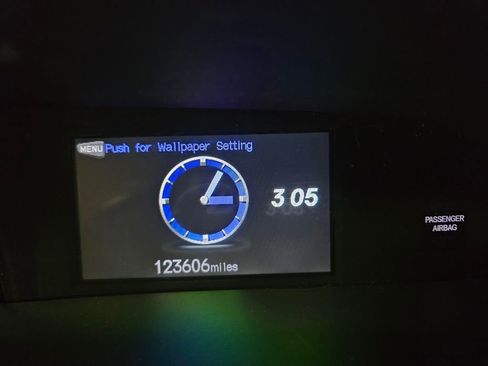 MENU Push for Wallpaper Setting
3 05
123606miles
PASSENGER
AIRBAG